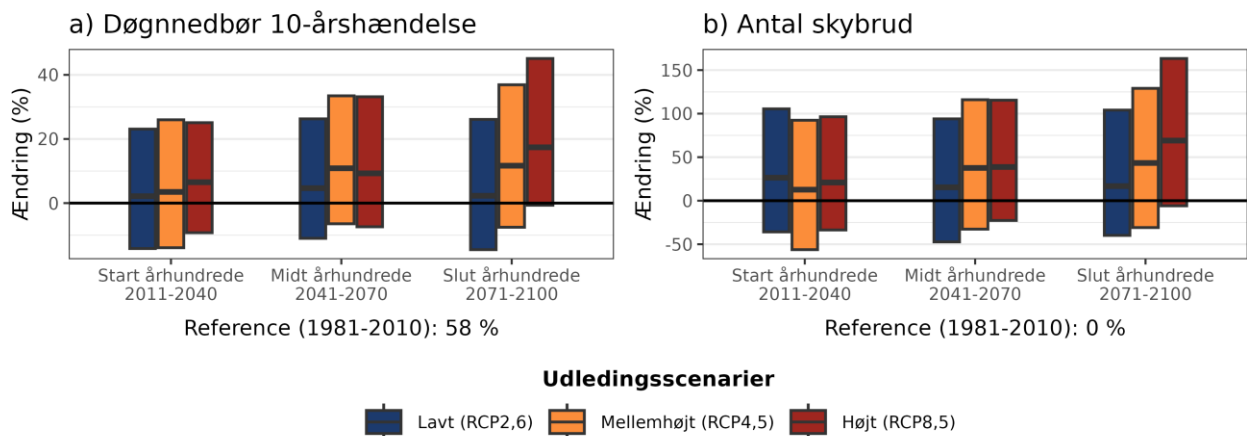 a) Døgnnedbør 10-årshændelse
Ændring (%)
40
20
0
Start århundrede
2011-2040
Midt århundrede
2041-2070
Slut århundrede
2071-2100
Reference (1981-2010): 58 %
b) Antal skybrud
Ændring (%)
150
100
50
0
-50
Start århundrede
2011-2040
Midt århundrede
2041-2070
Slut århundrede
2071-2100
Reference (1981-2010): 0 %
Udledingsscenarier
Lavt (RCP2,6)
Mellemhøjt (RCP4,5)
Højt (RCP8,5)